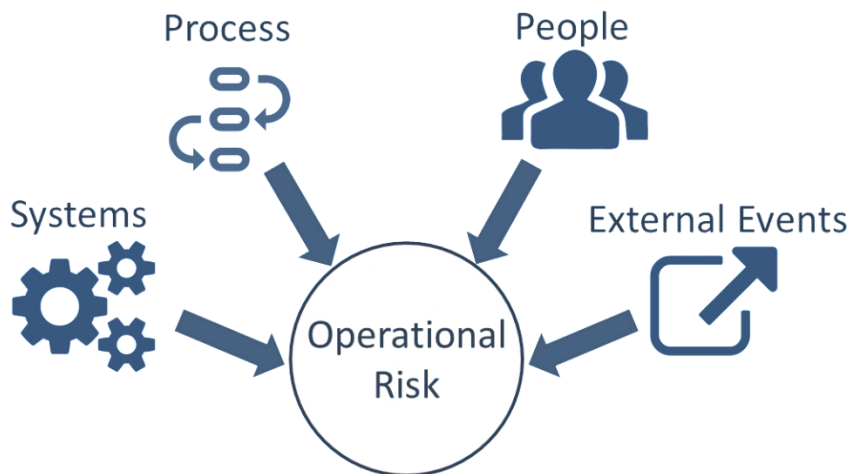 Process
People
Systems
External Events
Operational
Risk